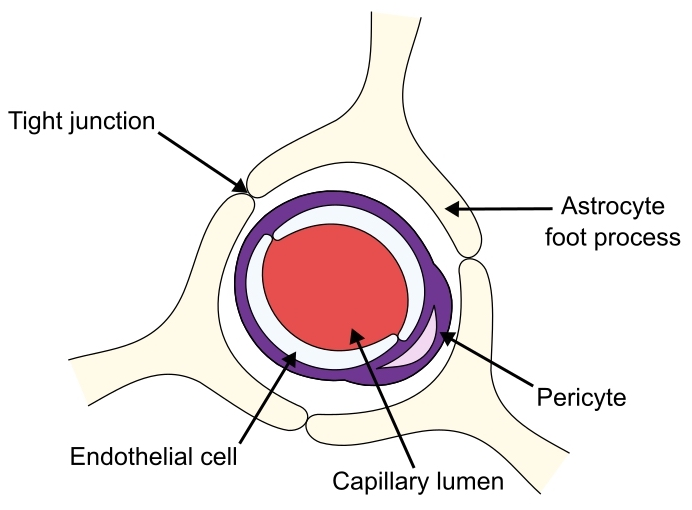 Tight junction
Astrocyte
foot process
Pericyte
Endothelial cell
Capillary lumen